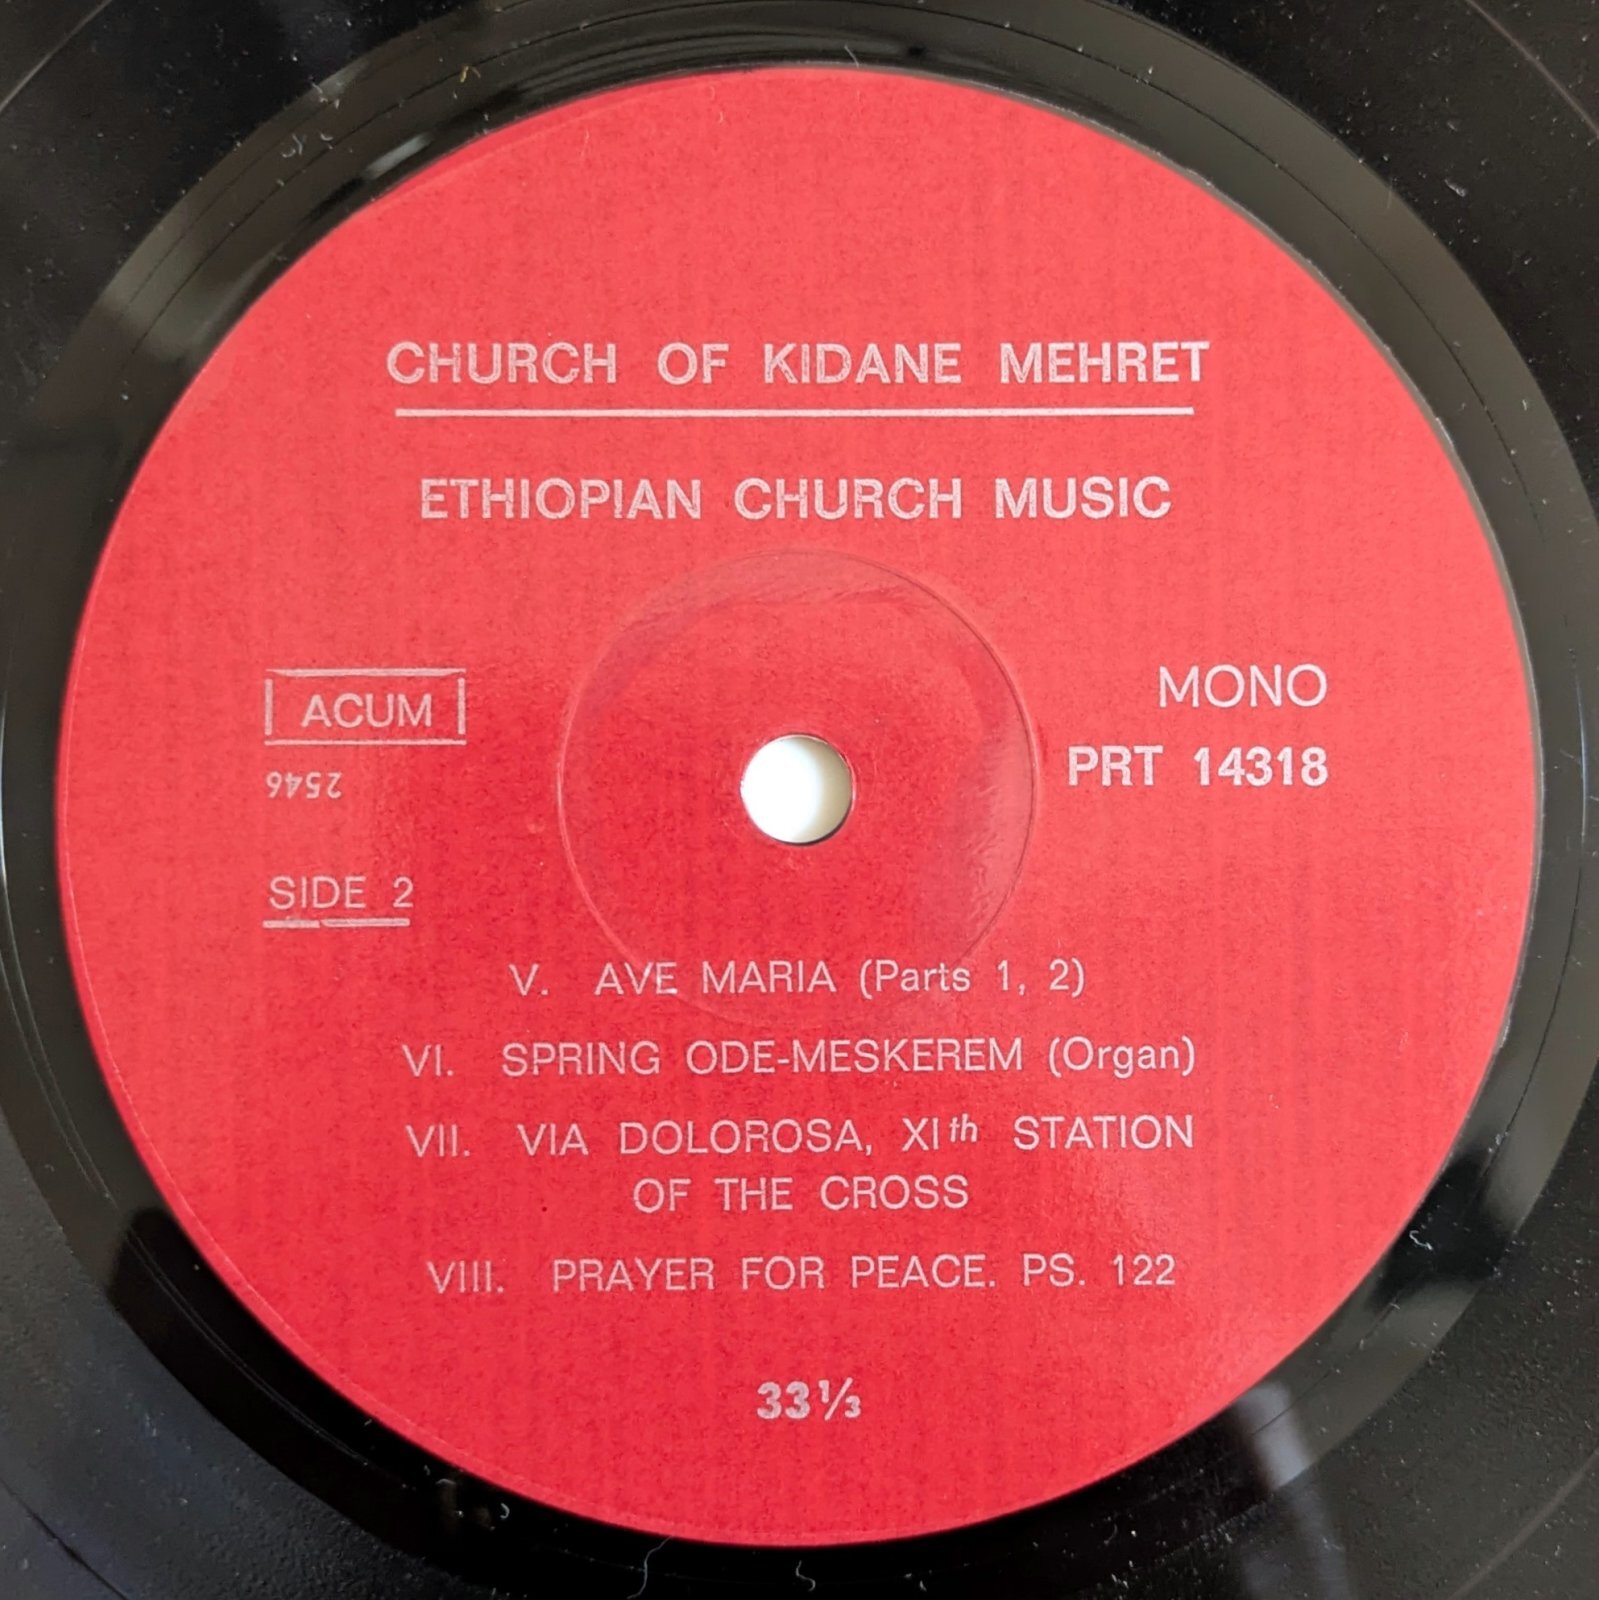 CHURCH OF KIDANE MEHRET
ETHIOPIAN CHURCH MUSIC
ACUM
2546
MONO
PRT 14318
SIDE 2
V. AVE MARIA (Parts 1, 2)
VI. SPRING ODE-MESKEREM (Organ)
VII. VIA DOLOROSA, XIth STATION
OF THE CROSS
VIII. PRAYER FOR PEACE. PS. 122
33⅓